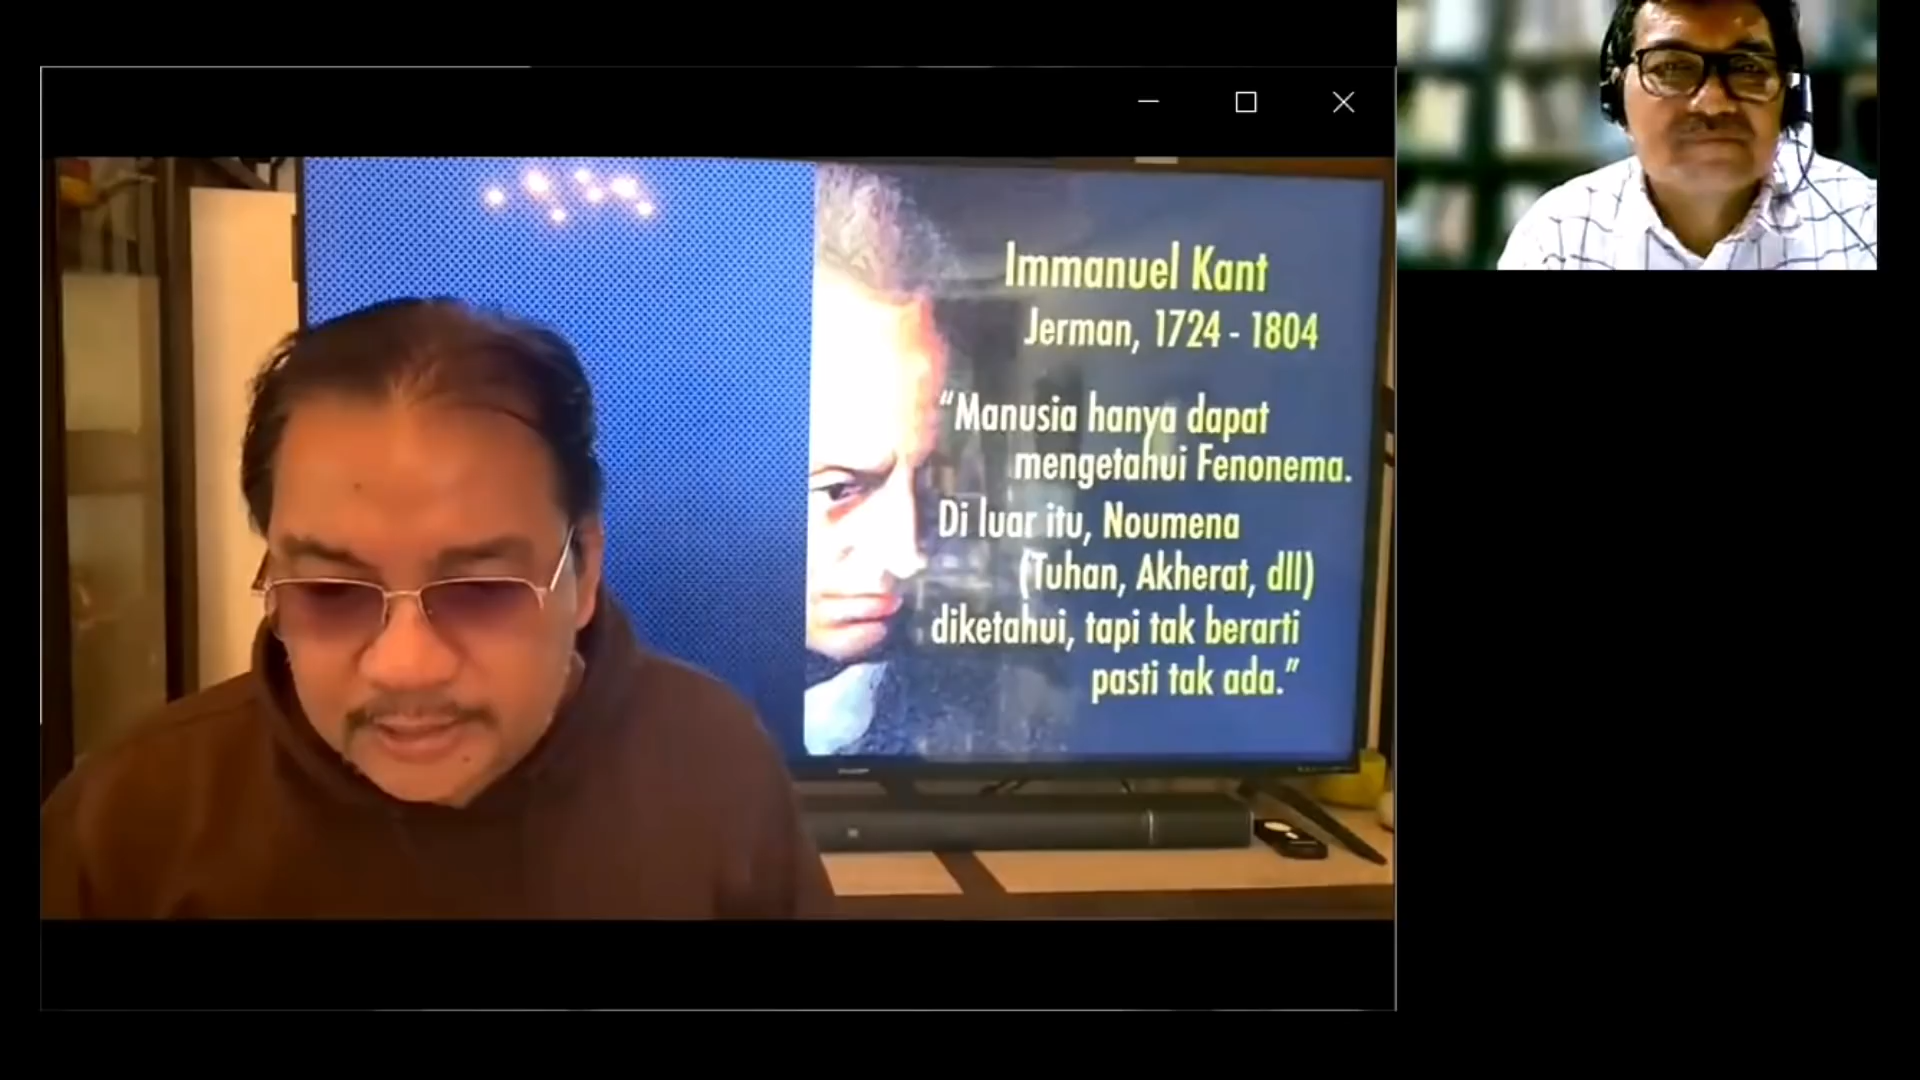 Immanuel Kant
Jerman, 1724 - 1804
“Manusia hanya dapat
mengetahui Fenonema.
Di luar itu, Noumena
(Tuhan, Akherat, dll)
diketahui, tapi tak berarti
pasti tak ada.”